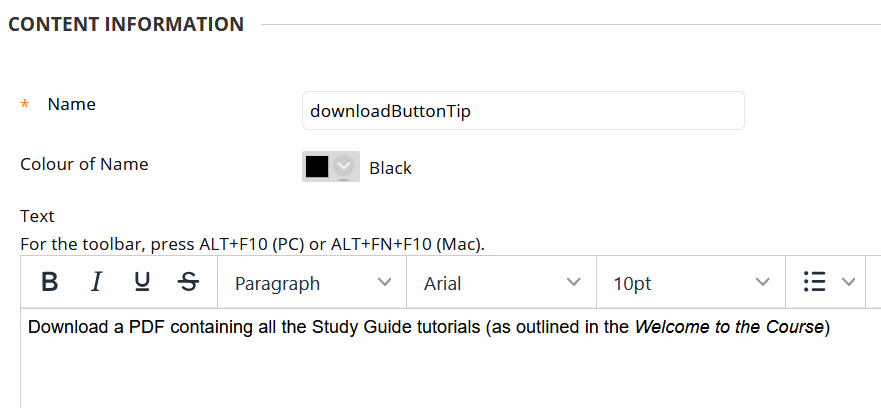 CONTENT INFORMATION
* Name
downloadButtonTip
Colour of Name
Black
Text
For the toolbar, press ALT+F10 (PC) or ALT+FN+F10 (Mac).
B I U S Paragraph Arial 10pt
Download a PDF containing all the Study Guide tutorials (as outlined in the Welcome to the Course)